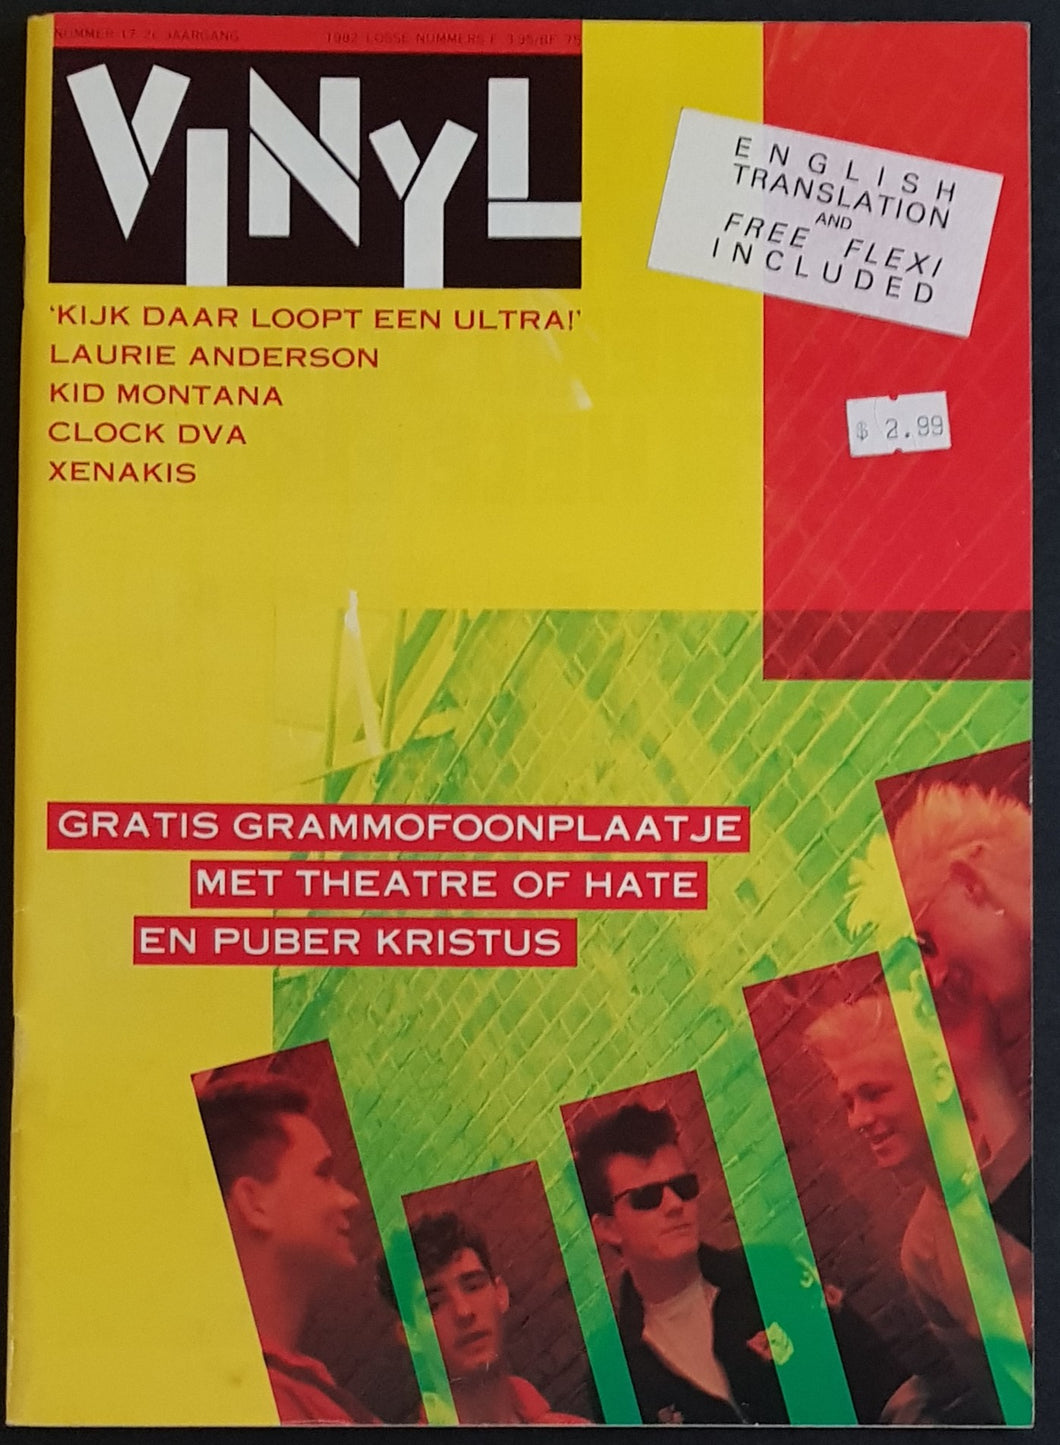 NUMMER 17 2e JAARGANG 1982 LOSSE NUMMERS F 3.95/BF 75
VINYL
ENGLISH
TRANSLATION
AND
FREE FLEXI
INCLUDED
'KIJK DAAR LOOPT EEN ULTRA!'
LAURIE ANDERSON
KID MONTANA
CLOCK DVA
XENAKIS
$ 2.99
GRATIS GRAMMOFOONPLAATJE
MET THEATRE OF HATE
EN PUBER KRISTUS